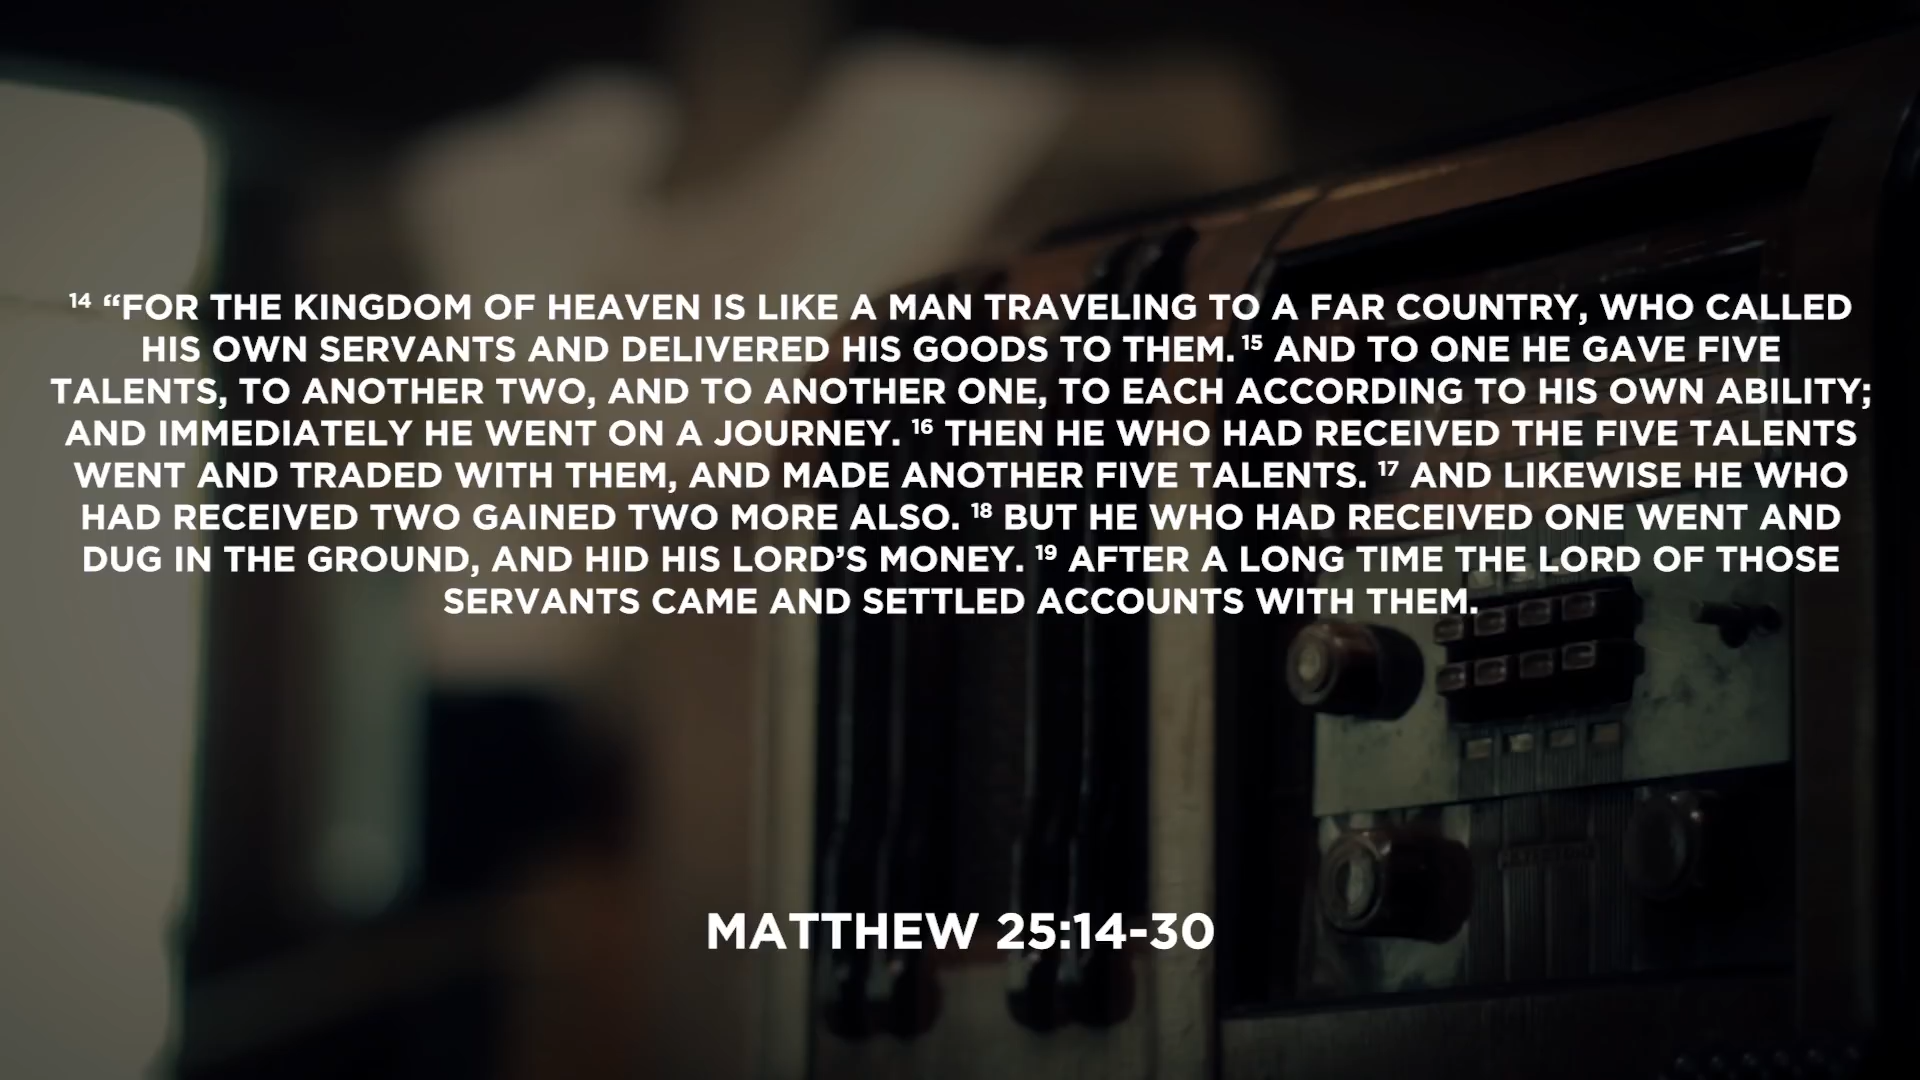 14 “FOR THE KINGDOM OF HEAVEN IS LIKE A MAN TRAVELING TO A FAR COUNTRY, WHO CALLED
HIS OWN SERVANTS AND DELIVERED HIS GOODS TO THEM. 15 AND TO ONE HE GAVE FIVE
TALENTS, TO ANOTHER TWO, AND TO ANOTHER ONE, TO EACH ACCORDING TO HIS OWN ABILITY;
AND IMMEDIATELY HE WENT ON A JOURNEY. 16 THEN HE WHO HAD RECEIVED THE FIVE TALENTS
WENT AND TRADED WITH THEM, AND MADE ANOTHER FIVE TALENTS. 17 AND LIKEWISE HE WHO
HAD RECEIVED TWO GAINED TWO MORE ALSO. 18 BUT HE WHO HAD RECEIVED ONE WENT AND
DUG IN THE GROUND, AND HID HIS LORD’S MONEY. 19 AFTER A LONG TIME THE LORD OF THOSE
SERVANTS CAME AND SETTLED ACCOUNTS WITH THEM.
MATTHEW 25:14-30